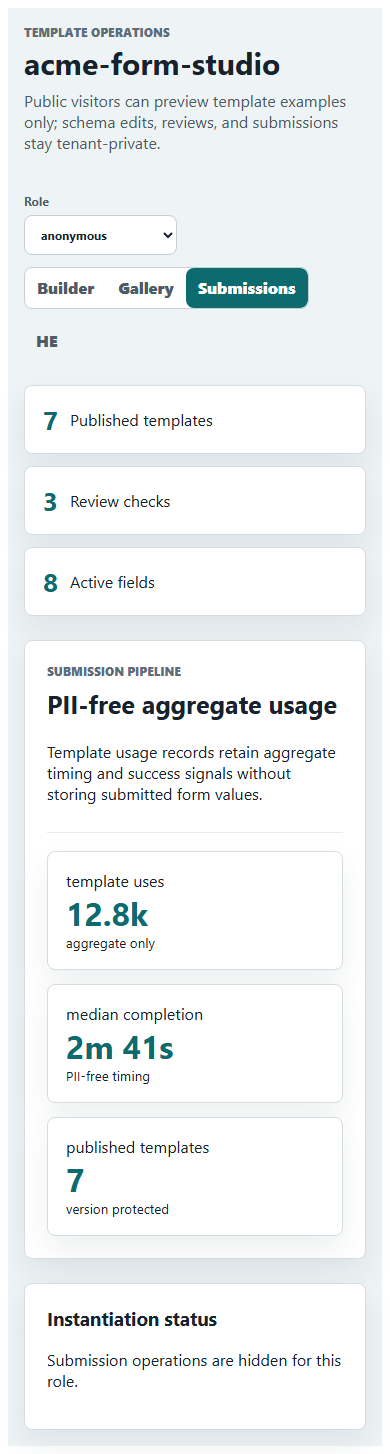 TEMPLATE OPERATIONS
acme-form-studio
Public visitors can preview template examples
only; schema edits, reviews, and submissions
stay tenant-private.
Role
anonymous
Builder Gallery Submissions
HE
7 Published templates
3 Review checks
8 Active fields
SUBMISSION PIPELINE
PII-free aggregate usage
Template usage records retain aggregate
timing and success signals without
storing submitted form values.
template uses
12.8k
aggregate only
median completion
2m 41s
PII-free timing
published templates
7
version protected
Instantiation status
Submission operations are hidden for this
role.